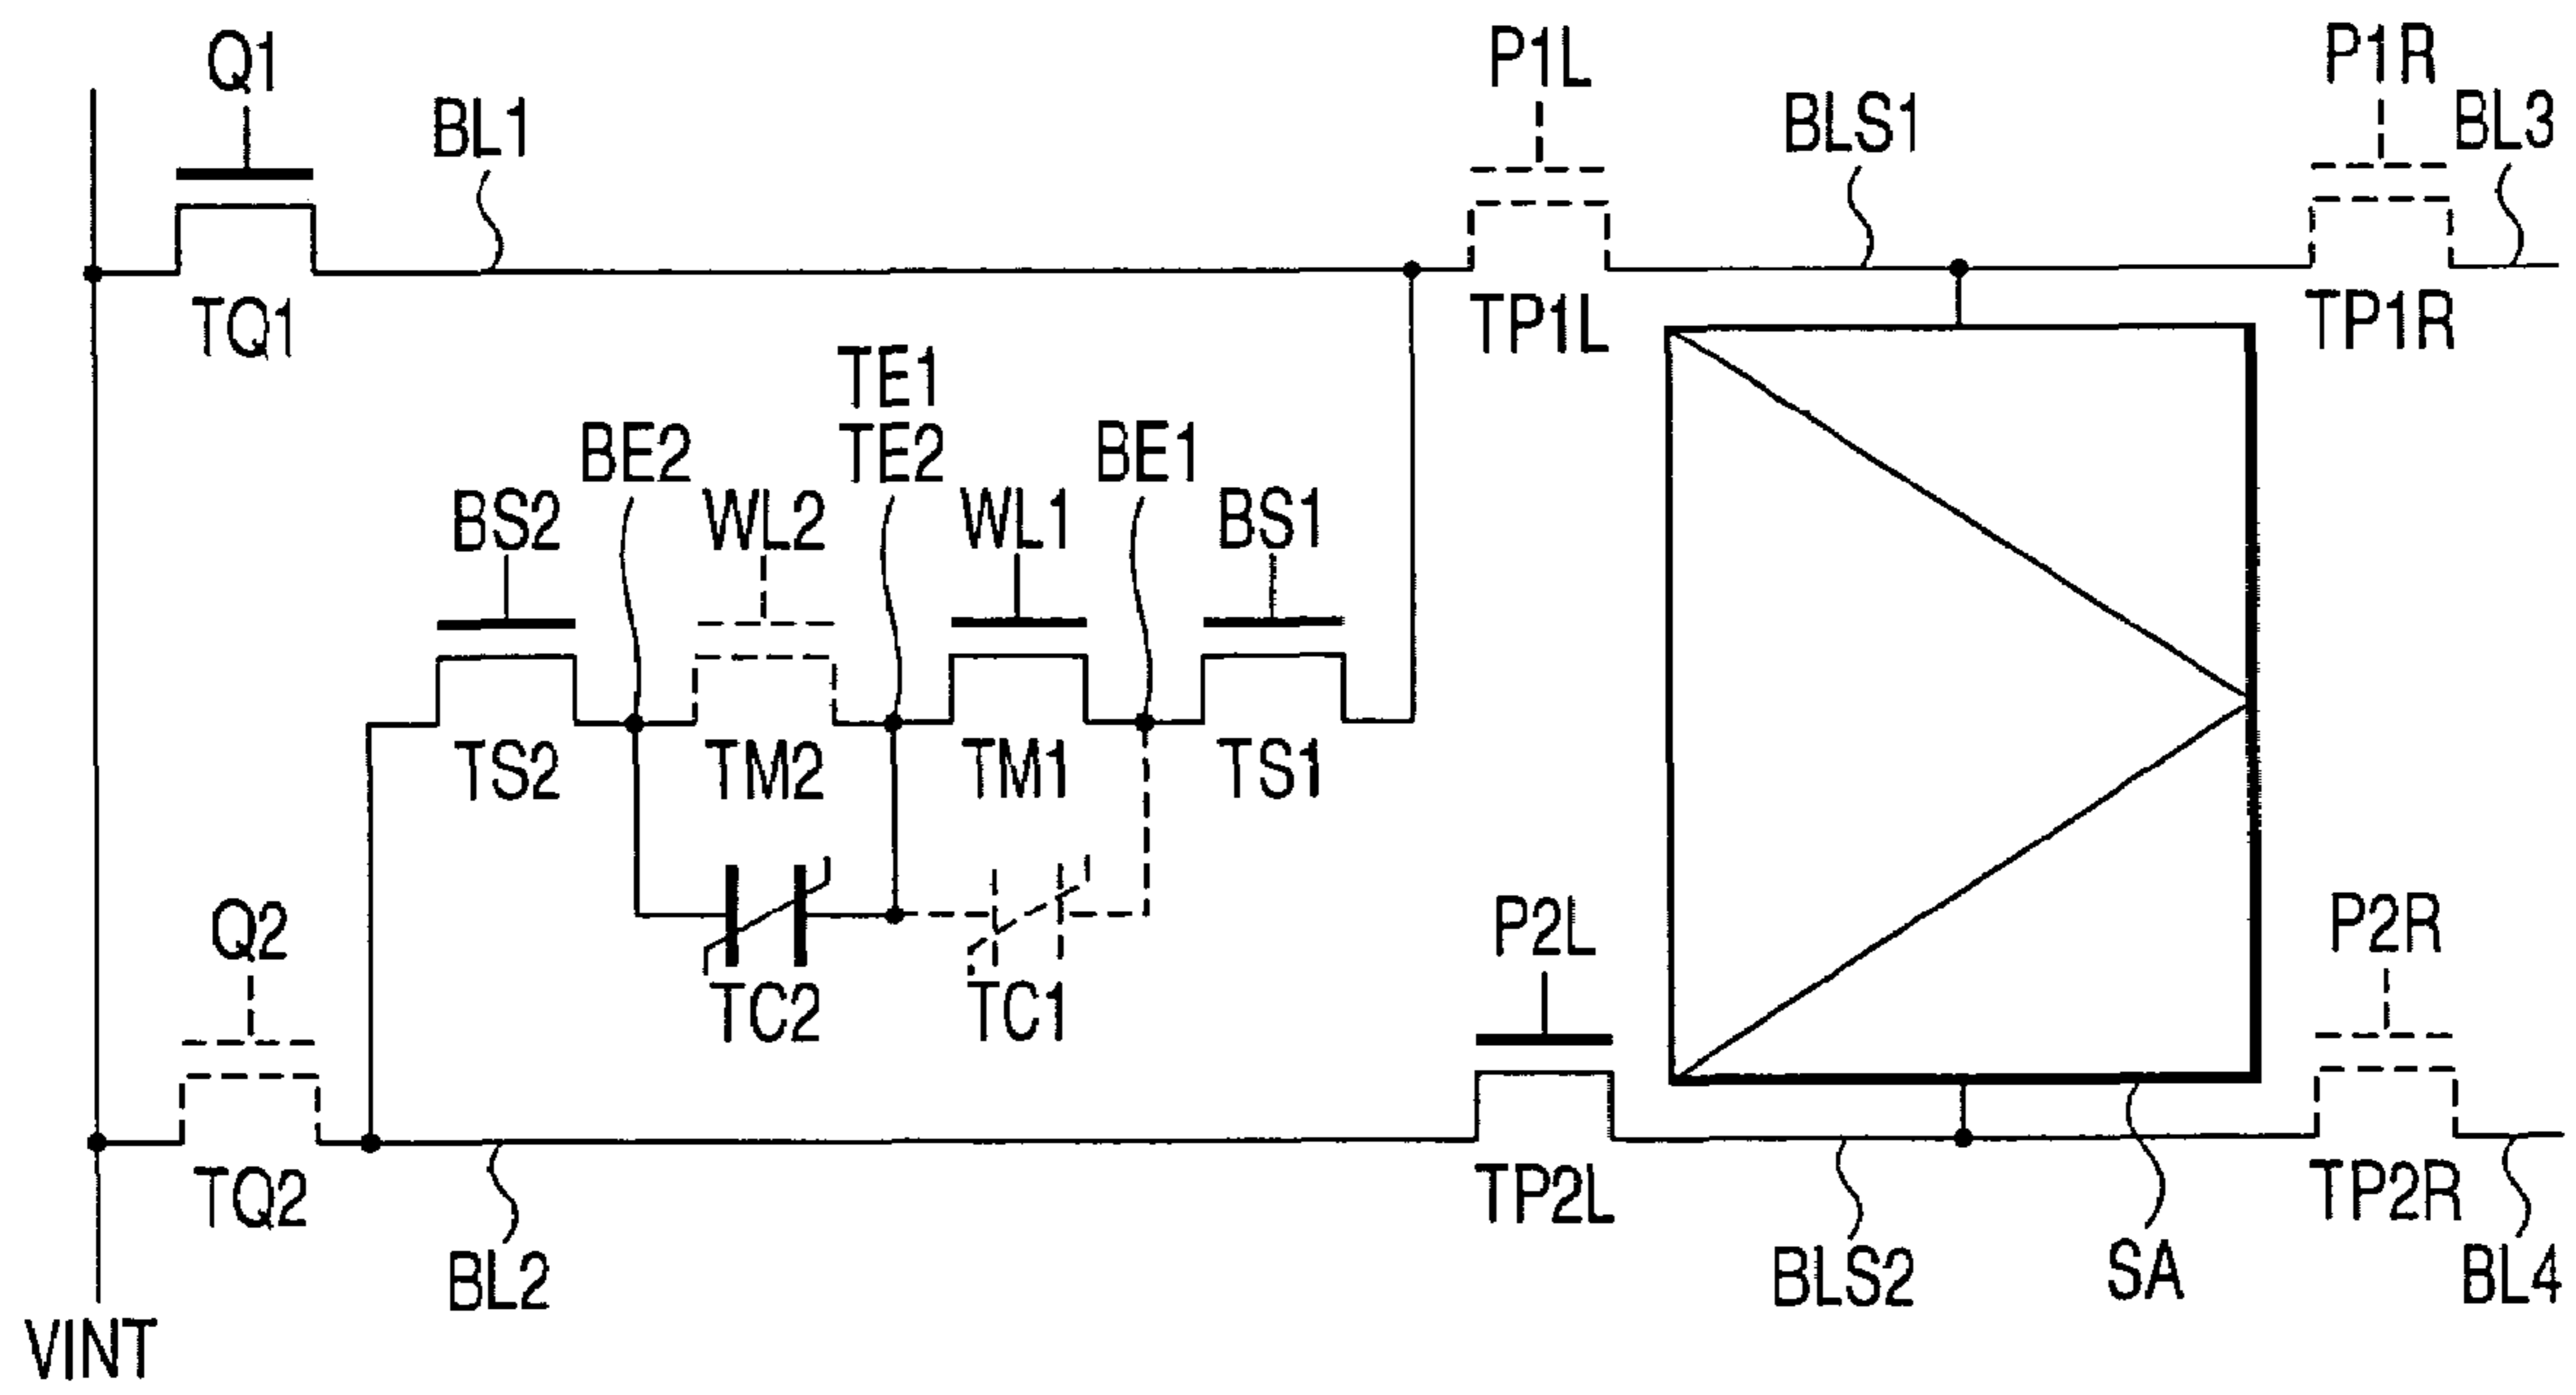 Q1
BL1
P1L
BLS1
P1R
BL3
TQ1
TP1L
TP1R
TE1
TE2
BE2
BE1
BS2
WL2
WL1
BS1
TS2
TM2
TM1
TS1
Q2
TC2
TC1
P2L
P2R
TQ2
TP2L
TP2R
BL2
BLS2
SA
BL4
VINT